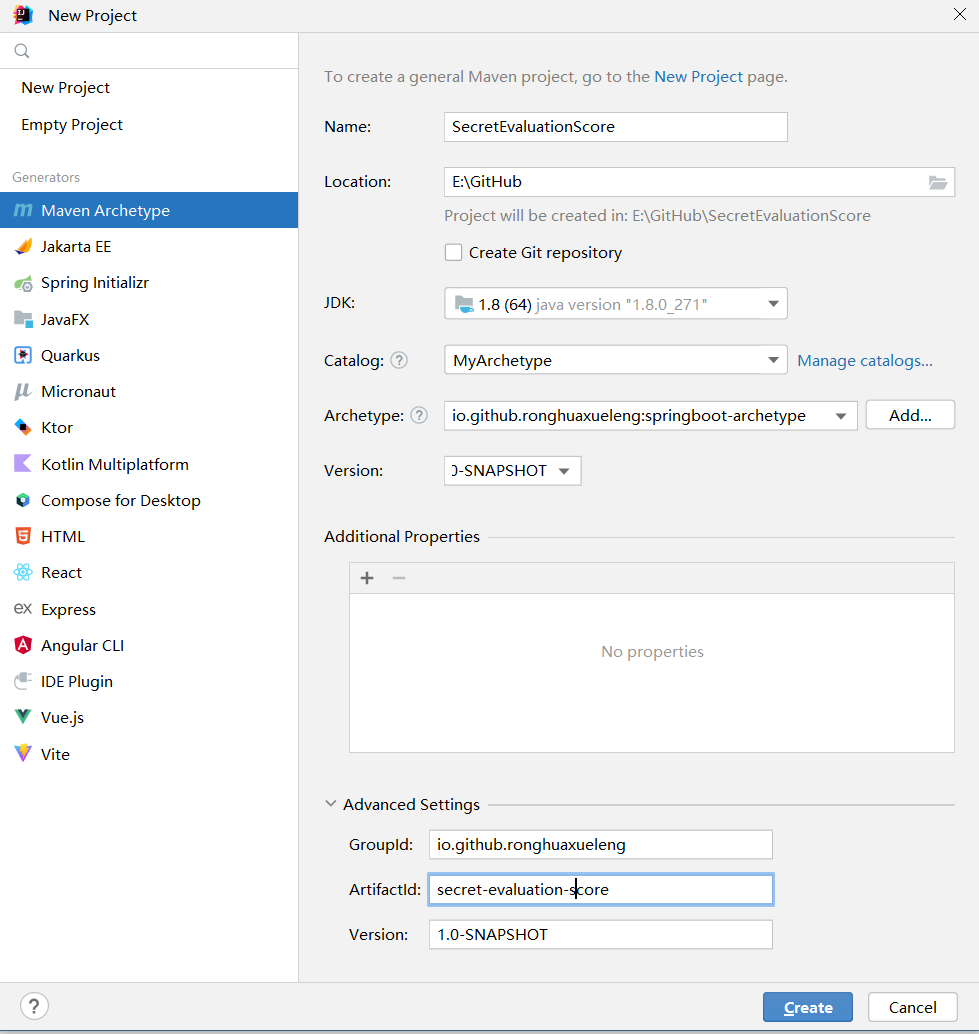 New Project
New Project
Empty Project
Generators
Maven Archetype
Jakarta EE
Spring Initializr
JavaFX
Quarkus
Micronaut
Ktor
Kotlin Multiplatform
Compose for Desktop
HTML
React
Express
Angular CLI
IDE Plugin
Vue.js
Vite
To create a general Maven project, go to the New Project page.
Name: SecretEvaluationScore
Location: E:\GitHub
Project will be created in: E:\GitHub\SecretEvaluationScore
Create Git repository
JDK: 1.8 (64) java version "1.8.0_271"
Catalog: ? MyArchetype Manage catalogs...
Archetype: ? io.github.ronghuaxueleng:springboot-archetype Add...
Version: 0-SNAPSHOT
Additional Properties
No properties
Advanced Settings
GroupId: io.github.ronghuaxueleng
ArtifactId: secret-evaluation-score
Version: 1.0-SNAPSHOT
? Create Cancel